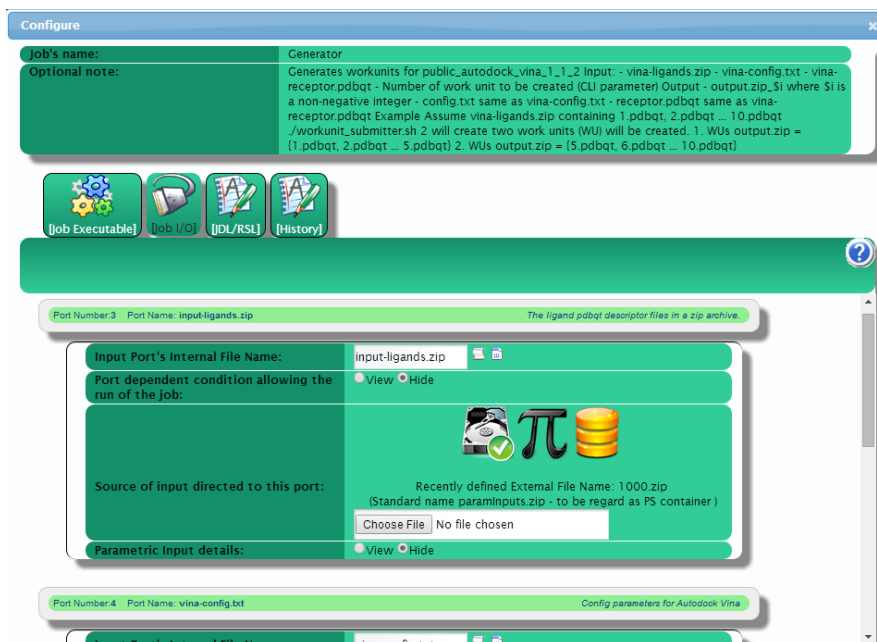 Configure x
Job's name: Generator
Optional note: Generates workunits for public_autodock_vina_1_1_2 Input: - vina-ligands.zip - vina-config.txt - vina-
receptor.pdbqt - Number of work unit to be created (CLI parameter) Output - output.zip_$i where $i is
a non-negative integer - config.txt same as vina-config.txt - receptor.pdbqt same as vina-
receptor.pdbqt Example Assume vina-ligands.zip containing 1.pdbqt, 2.pdbqt ... 10.pdbqt
./workunit_submitter.sh 2 will create two work units (WU) will be created. 1. WUs output.zip =
{1.pdbqt, 2.pdbqt ... 5.pdbqt} 2. WUs output.zip = {5.pdbqt, 6.pdbqt ... 10.pdbqt}
[Job Executable] [Job I/O] [JDL/RSL] [History]
?
Port Number:3 Port Name: input-ligands.zip The ligand pdbqt descriptor files in a zip archive.
Input Port's Internal File Name: input-ligands.zip
Port dependent condition allowing the View Hide
run of the job:
Source of input directed to this port: Recently defined External File Name: 1000.zip
(Standard name paramInputs.zip - to be regard as PS container )
Choose File No file chosen
Parametric Input details: View Hide
Port Number:4 Port Name: vina-config.txt Config parameters for Autodock Vina